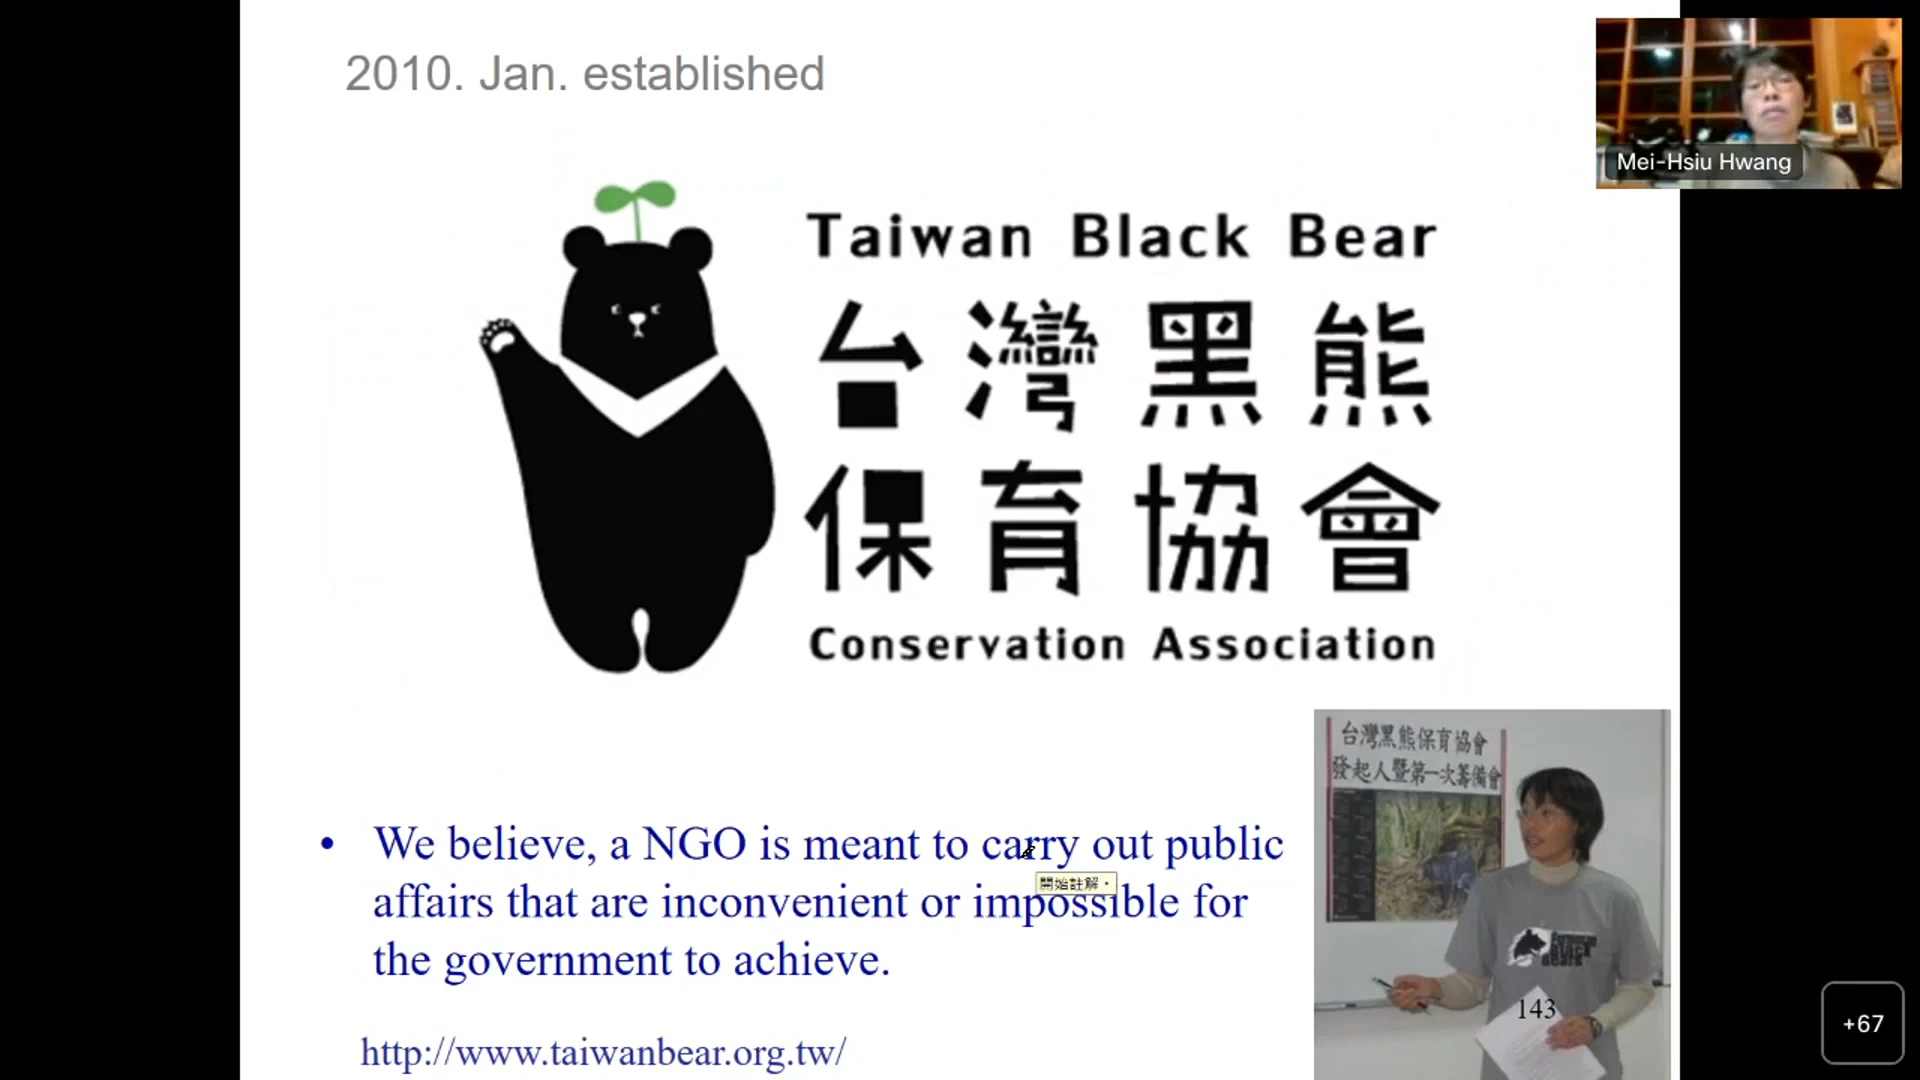 2010. Jan. established
Mei-Hsiu Hwang
Taiwan Black Bear
台灣黑熊
保育協會
Conservation Association
台灣黑熊保育協會
發起人暨第一次籌備會
• We believe, a NGO is meant to carry out public
affairs that are inconvenient or impossible for
the government to achieve.
開始註解。
Formosan
Black
Bears
143
http://www.taiwanbear.org.tw/
+67